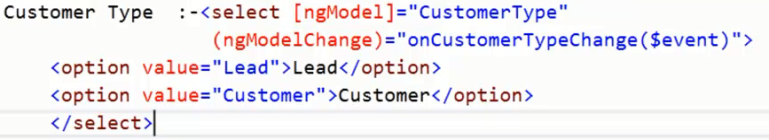 Customer Type  :-<select [ngModel]="CustomerType"
(ngModelChange)="onCustomerTypeChange($event)">
<option value="Lead">Lead</option>
<option value="Customer">Customer</option>
</select>